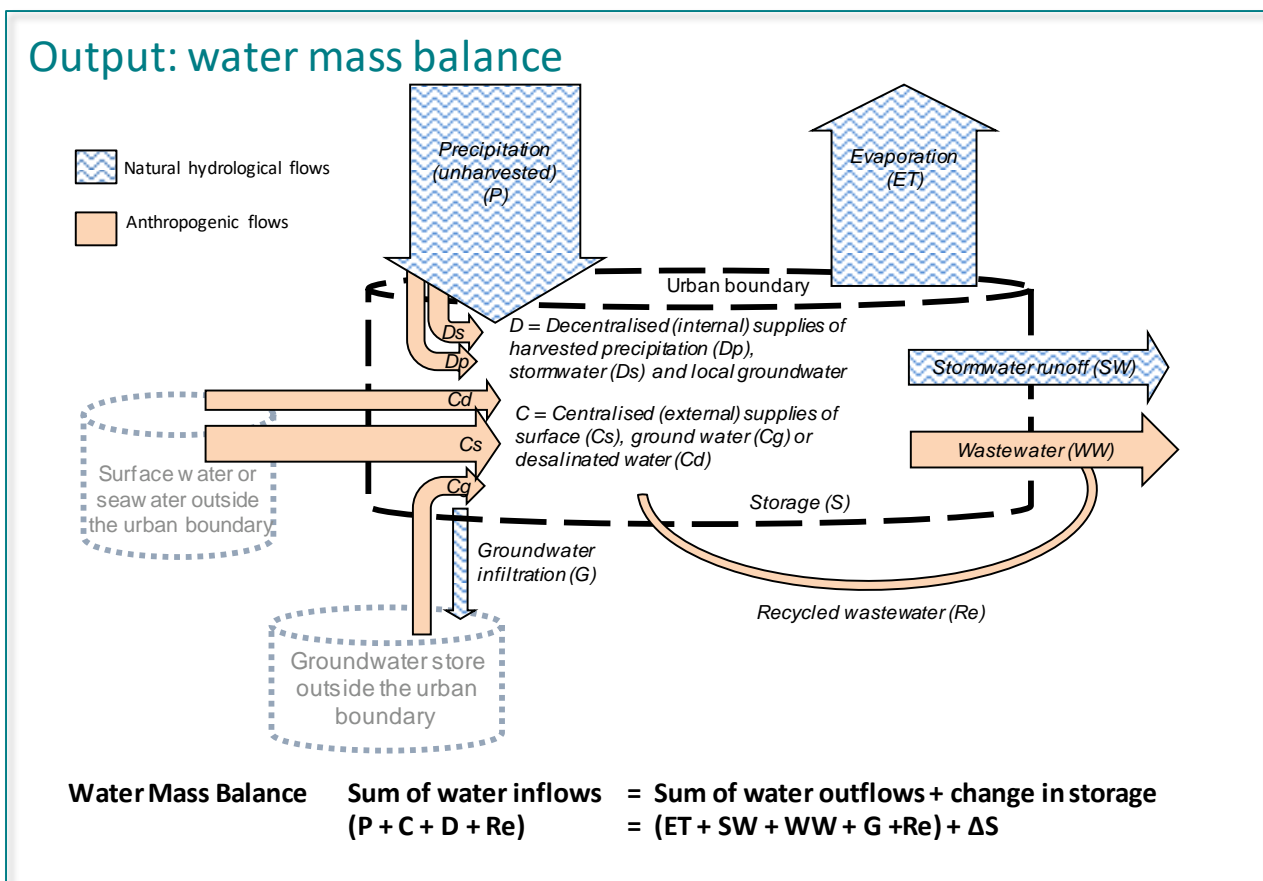 Output: water mass balance
Natural hydrological flows
Anthropogenic flows
Precipitation
(unharvested)
(P)
Evaporation
(ET)
Urban boundary
Ds
Dp
D = Decentralised (internal) supplies of
harvested precipitation (Dp),
stormwater (Ds) and local groundwater
Stormwater runoff (SW)
Cd
C = Centralised (external) supplies of
surface (Cs), ground water (Cg) or
desalinated water (Cd)
Cs
Wastewater (WW)
Surface water or
seawater outside
the urban boundary
Cg
Storage (S)
Groundwater
infiltration (G)
Recycled wastewater (Re)
Groundwater store
outside the urban
boundary
Water Mass Balance Sum of water inflows = Sum of water outflows + change in storage
(P + C + D + Re) = (ET + SW + WW + G +Re) + ΔS